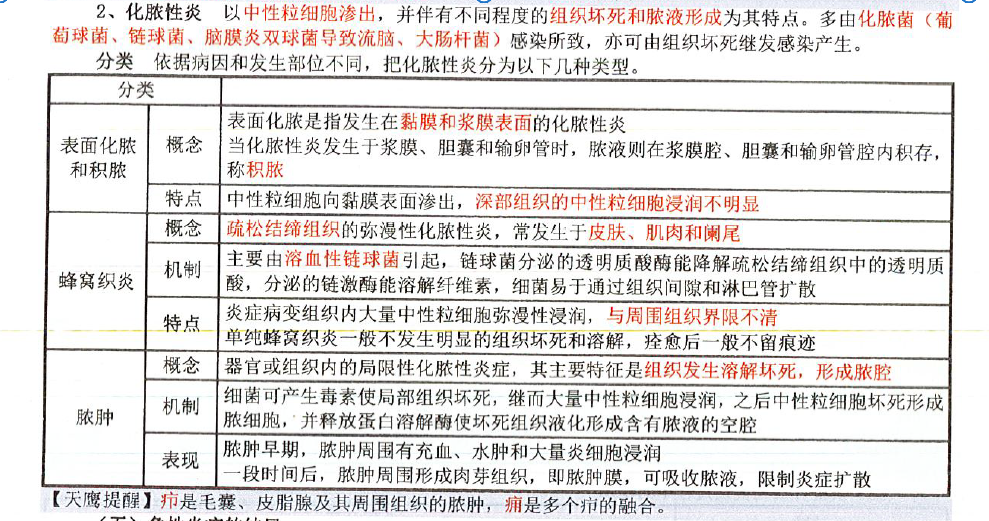 2、化脓性炎 以中性粒细胞渗出，并伴有不同程度的组织坏死和脓液形成为其特点。多由化脓菌（葡
萄球菌、链球菌、脑膜炎双球菌导致流脑、大肠杆菌）感染所致，亦可由组织坏死继发感染产生。
分类 依据病因和发生部位不同，把化脓性炎分为以下几种类型。
分类
表面化脓
和积脓
概念
表面化脓是指发生在黏膜和浆膜表面的化脓性炎
当化脓性炎发生于浆膜、胆囊和输卵管时，脓液则在浆膜腔、胆囊和输卵管腔内积存，
称积脓
特点
中性粒细胞向黏膜表面渗出，深部组织的中性粒细胞浸润不明显
蜂窝织炎
概念
疏松结缔组织的弥漫性化脓性炎，常发生于皮肤、肌肉和阑尾
机制
主要由溶血性链球菌引起，链球菌分泌的透明质酸酶能降解疏松结缔组织中的透明质
酸，分泌的链激酶能溶解纤维素，细菌易于通过组织间隙和淋巴管扩散
特点
炎症病变组织内大量中性粒细胞弥漫性浸润，与周围组织界限不清
单纯蜂窝织炎一般不发生明显的组织坏死和溶解，痊愈后一般不留痕迹
脓肿
概念
器官或组织内的局限性化脓性炎症，其主要特征是组织发生溶解坏死，形成脓腔
机制
细菌可产生毒素使局部组织坏死，继而大量中性粒细胞浸润，之后中性粒细胞坏死形成
脓细胞，并释放蛋白溶解酶使坏死组织液化形成含有脓液的空腔
表现
脓肿早期，脓肿周围有充血、水肿和大量炎细胞浸润
一段时间后，脓肿周围形成肉芽组织，即脓肿膜，可吸收脓液，限制炎症扩散
【天鹰提醒】疖是毛囊、皮脂腺及其周围组织的脓肿，痈是多个疖的融合。